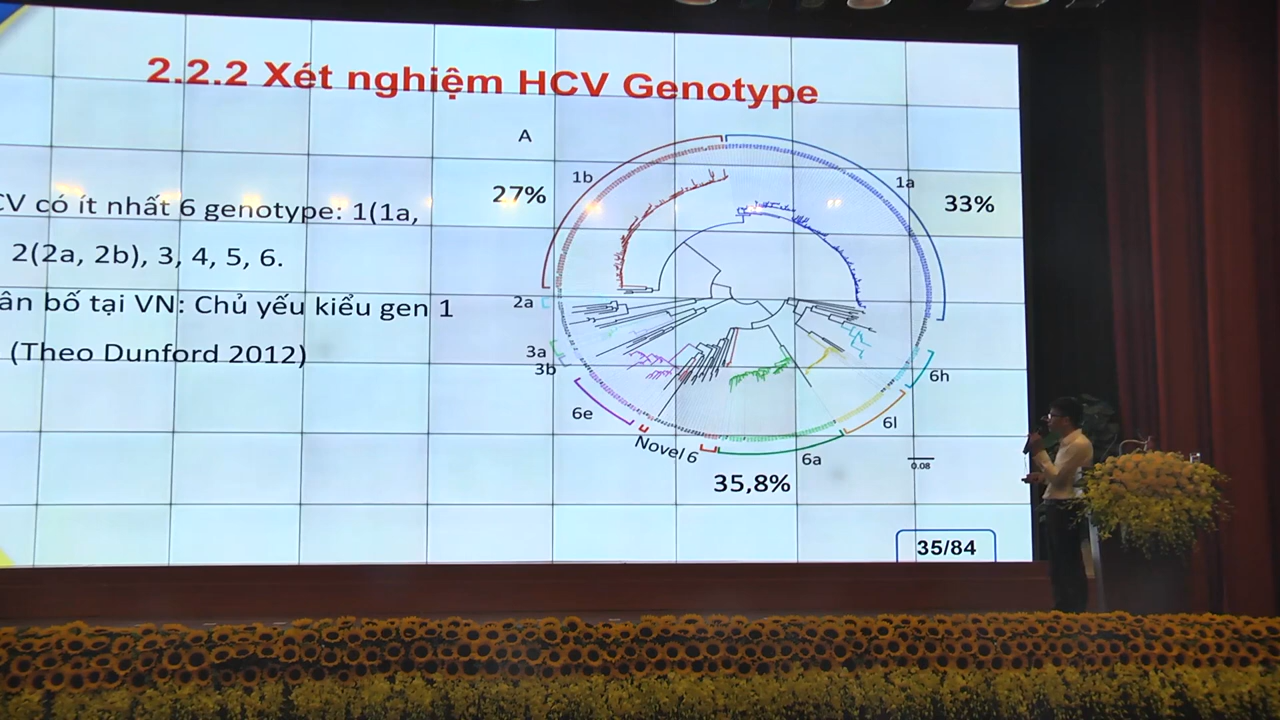 2.2.2 Xét nghiệm HCV Genotype
A
1b
1a
27%
33%
CV có ít nhất 6 genotype: 1(1a,
2(2a, 2b), 3, 4, 5, 6.
ân bố tại VN: Chủ yếu kiểu gen 1
(Theo Dunford 2012)
2a
3a
3b
6h
6e
6l
Novel 6
6a
0.08
35,8%
35/84